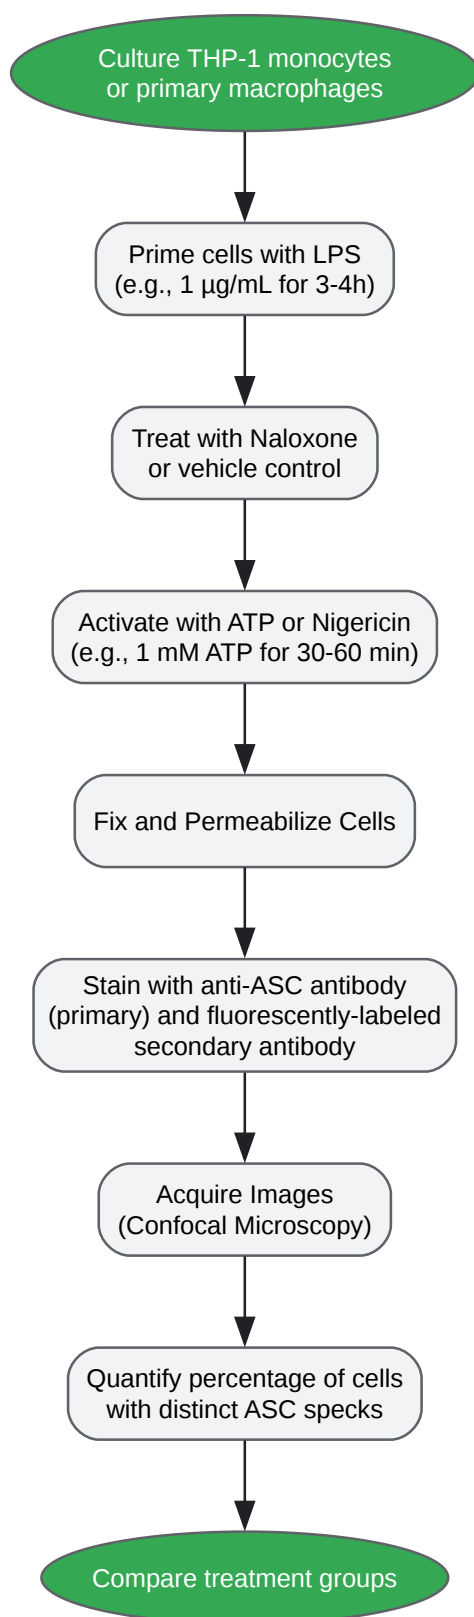 Culture THP-1 monocytes
or primary macrophages
Prime cells with LPS
(e.g., 1 µg/mL for 3-4h)
Treat with Naloxone
or vehicle control
Activate with ATP or Nigericin
(e.g., 1 mM ATP for 30-60 min)
Fix and Permeabilize Cells
Stain with anti-ASC antibody
(primary) and fluorescently-labeled
secondary antibody
Acquire Images
(Confocal Microscopy)
Quantify percentage of cells
with distinct ASC specks
Compare treatment groups